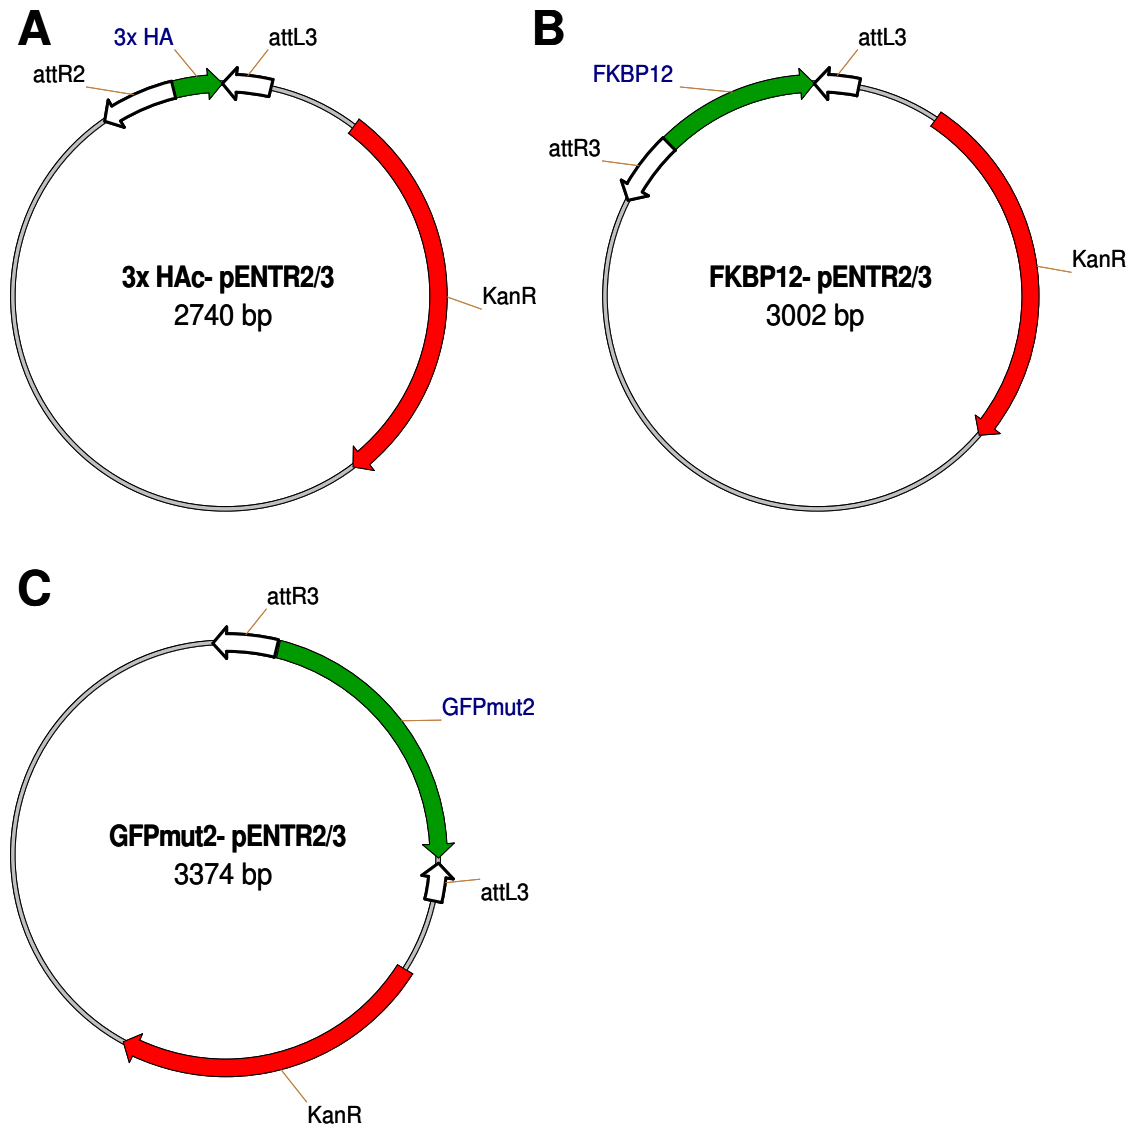 A
3x HA
attL3
attR2
3x HAc- pENTR2/3
2740 bp
KanR
B
attL3
FKBP12
attR3
FKBP12- pENTR2/3
3002 bp
KanR
C
attR3
GFPmut2
GFPmut2- pENTR2/3
3374 bp
attL3
KanR